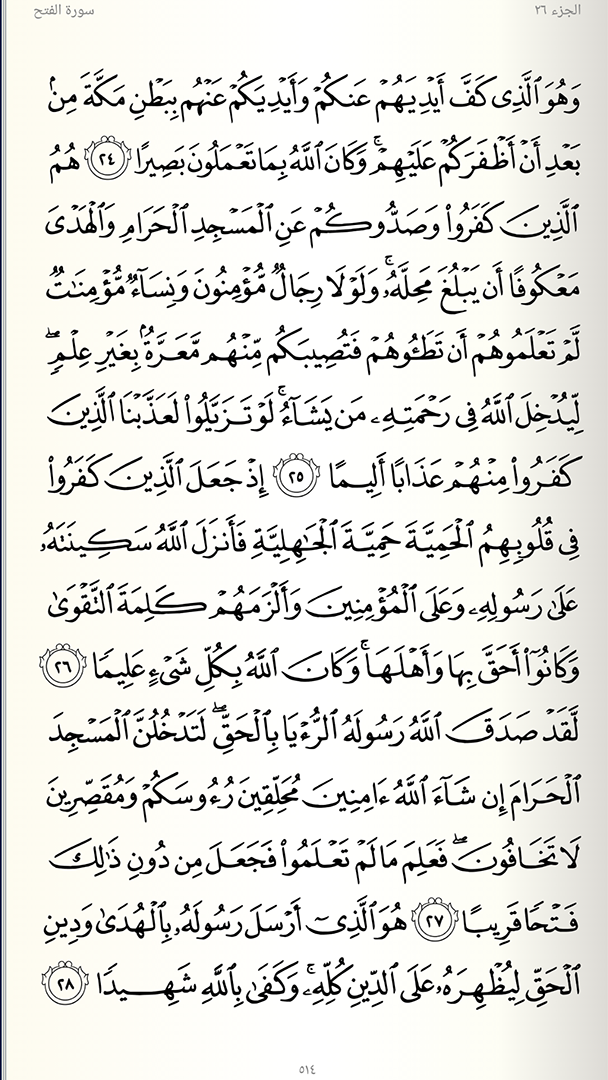 الجزء ٢٦
سورة الفتح
وَهُوَ ٱلَّذِى كَفَّ أَيْدِيَهُمْ عَنكُمْ وَأَيْدِيَكُمْ عَنْهُم بِبَطْنِ مَكَّةَ مِنۢ
بَعْدِ أَنْ أَظْفَرَكُمْ عَلَيْهِمْ ۚ وَكَانَ ٱللَّهُ بِمَا تَعْمَلُونَ بَصِيرًا ٢٤ هُمُ
ٱلَّذِينَ كَفَرُوا۟ وَصَدُّوكُمْ عَنِ ٱلْمَسْجِدِ ٱلْحَرَامِ وَٱلْهَدْىَ
مَعْكُوفًا أَن يَبْلُغَ مَحِلَّهُۥ ۚ وَلَوْلَا رِجَالٌ مُّؤْمِنُونَ وَنِسَآءٌ مُّؤْمِنَـٰتٌ
لَّمْ تَعْلَمُوهُمْ أَن تَطَـُٔوهُمْ فَتُصِيبَكُم مِّنْهُم مَّعَرَّةٌۢ بِغَيْرِ عِلْمٍ ۖ
لِّيُدْخِلَ ٱللَّهُ فِى رَحْمَتِهِۦ مَن يَشَآءُ ۚ لَوْ تَزَيَّلُوا۟ لَعَذَّبْنَا ٱلَّذِينَ
كَفَرُوا۟ مِنْهُمْ عَذَابًا أَلِيمًا ٢٥ إِذْ جَعَلَ ٱلَّذِينَ كَفَرُوا۟
فِى قُلُوبِهِمُ ٱلْحَمِيَّةَ حَمِيَّةَ ٱلْجَـٰهِلِيَّةِ فَأَنزَلَ ٱللَّهُ سَكِينَتَهُۥ
عَلَىٰ رَسُولِهِۦ وَعَلَى ٱلْمُؤْمِنِينَ وَأَلْزَمَهُمْ كَلِمَةَ ٱلتَّقْوَىٰ
وَكَانُوٓا۟ أَحَقَّ بِهَا وَأَهْلَهَا ۚ وَكَانَ ٱللَّهُ بِكُلِّ شَىْءٍ عَلِيمًا ٢٦
لَّقَدْ صَدَقَ ٱللَّهُ رَسُولَهُ ٱلرُّءْيَا بِٱلْحَقِّ ۖ لَتَدْخُلُنَّ ٱلْمَسْجِدَ
ٱلْحَرَامَ إِن شَآءَ ٱللَّهُ ءَامِنِينَ مُحَلِّقِينَ رُءُوسَكُمْ وَمُقَصِّرِينَ
لَا تَخَافُونَ ۖ فَعَلِمَ مَا لَمْ تَعْلَمُوا۟ فَجَعَلَ مِن دُونِ ذَٰلِكَ
فَتْحًا قَرِيبًا ٢٧ هُوَ ٱلَّذِىٓ أَرْسَلَ رَسُولَهُۥ بِٱلْهُدَىٰ وَدِينِ
ٱلْحَقِّ لِيُظْهِرَهُۥ عَلَى ٱلدِّينِ كُلِّهِۦ ۚ وَكَفَىٰ بِٱللَّهِ شَهِيدًا ٢٨
٥١٤